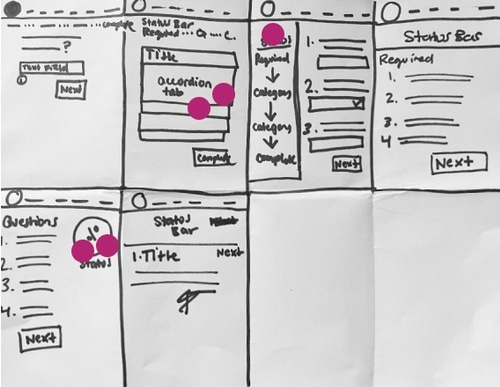 Complete
?
Text Field
Next
Status Bar
Required
Title
accordion
tab
Complete
Required
Category
Category
Complete
1.
2.
3.
Next
Status Bar
Required
1.
2.
3.
4
Next
Questions
1.
2.
3.
4.
Status
Next
Status
Bar
1. Title
Next